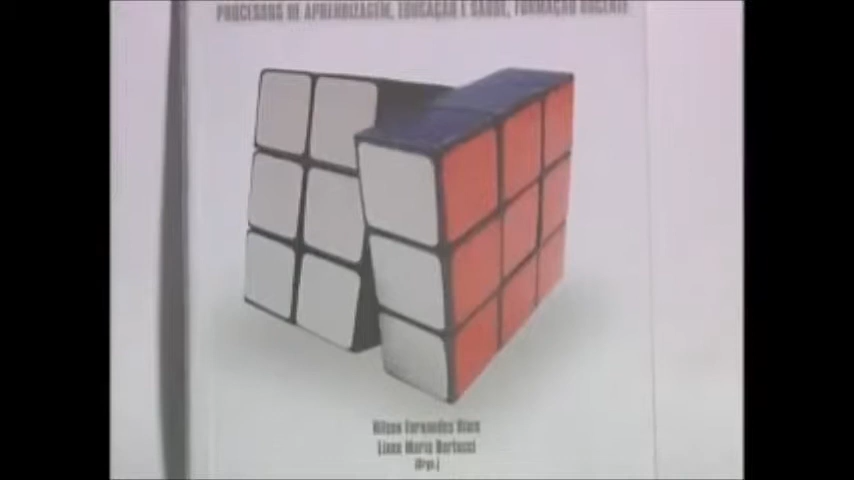 PROCESSOS DE APRENDIZAGEM, EDUCAÇÃO E SAÚDE, FORMAÇÃO DOCENTE
Nilson Fernandes Dinis
Liane Maria Bertucci
(Orgs.)